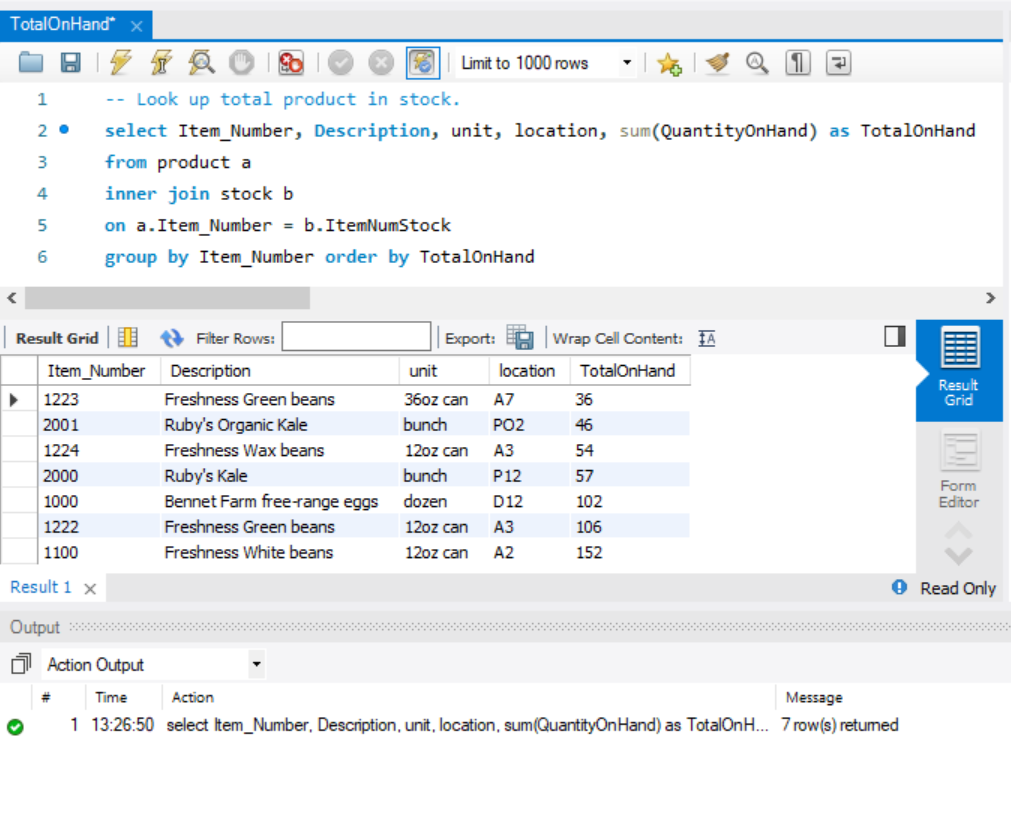 TotalOnHand*
Limit to 1000 rows
1 -- Look up total product in stock.
2 select Item_Number, Description, unit, location, sum(QuantityOnHand) as TotalOnHand
3 from product a
4 inner join stock b
5 on a.Item_Number = b.ItemNumStock
6 group by Item_Number order by TotalOnHand
Result Grid Filter Rows: Export: Wrap Cell Content: IA
Result Grid
Form Editor
Item_Number Description unit location TotalOnHand
1223 Freshness Green beans 36oz can A7 36
2001 Ruby's Organic Kale bunch PO2 46
1224 Freshness Wax beans 12oz can A3 54
2000 Ruby's Kale bunch P12 57
1000 Bennet Farm free-range eggs dozen D12 102
1222 Freshness Green beans 12oz can A3 106
1100 Freshness White beans 12oz can A2 152
Result 1 Read Only
Output
Action Output
# Time Action Message
1 13:26:50 select Item_Number, Description, unit, location, sum(QuantityOnHand) as TotalOnH... 7 row(s) returned